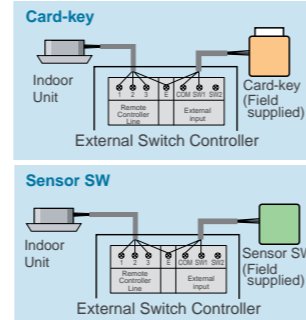 Card-key
Indoor
Unit
1 2 3 E COM SW1 SW2
Remote
Controller
Line
External
input
Card-key
(Field
supplied)
External Switch Controller
Sensor SW
Indoor
Unit
1 2 3 E COM SW1 SW2
Remote
Controller
Line
External
input
Sensor SW
(Field
supplied)
External Switch Controller